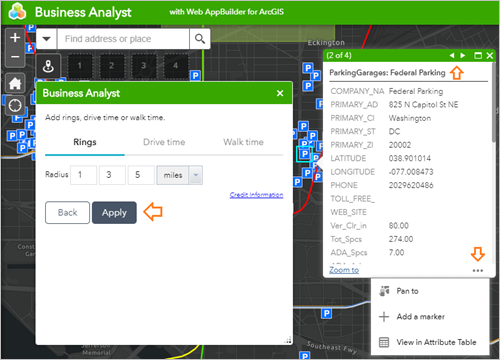 Business Analyst with Web AppBuilder for ArcGIS
Find address or place
1 2 3 4
Eckington
Business Analyst
Add rings, drive time or walk time.
Rings Drive time Walk time
Radius 1 3 5 miles
Credit Information
Back Apply
(2 of 4)
ParkingGarages: Federal Parking
COMPANY_NA Federal Parking
PRIMARY_AD 825 N Capitol St NE
PRIMARY_CI Washington
PRIMARY_ST DC
PRIMARY_ZI 20002
LATITUDE 38.901014
LONGITUDE -77.008473
PHONE 2029620486
TOLL_FREE_
WEB_SITE
Ver_Clr_in 80.00
Tot_Spcs 274.00
ADA_Spcs 7.00
Zoom to
Pan to
Add a marker
View in Attribute Table
Jefferson Memorial
Southeast Fwy